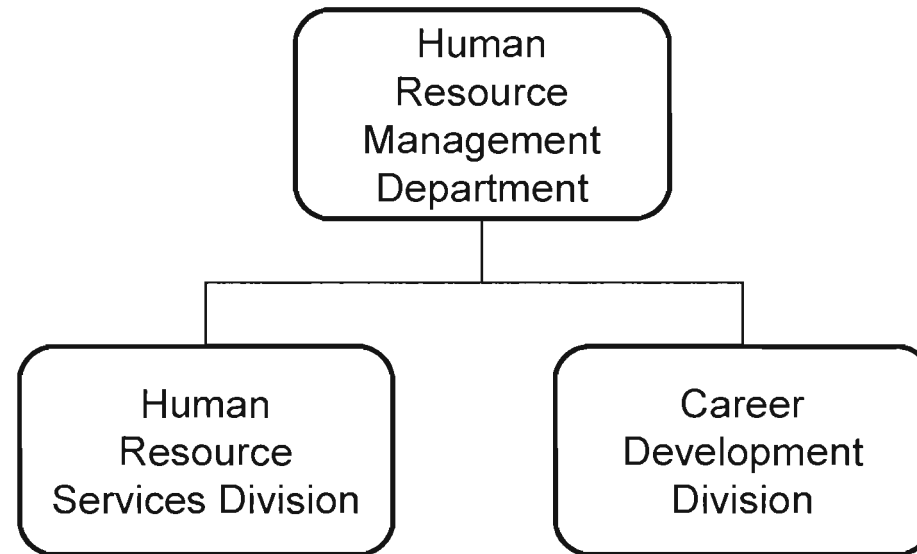 Human
Resource
Management
Department
Human
Resource
Services Division
Career
Development
Division